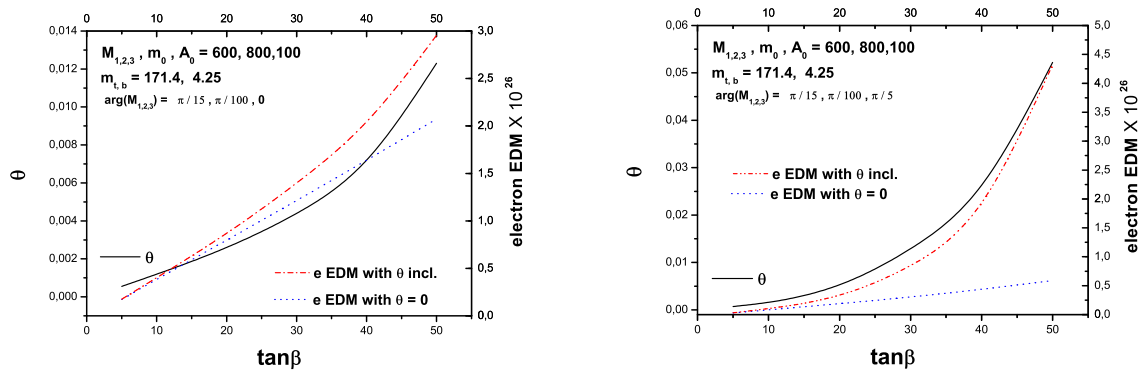 0 10 20 30 40 50
0,014
0,012
0,010
0,008
0,006
0,004
0,002
0,000
θ
M1,2,3 , m0 , A0 = 600, 800,100
mt, b = 171.4, 4.25
arg(M1,2,3) = π / 15 , π / 100 , 0
θ
e EDM with θ incl.
e EDM with θ = 0
3,0
2,5
2,0
1,5
1,0
0,5
0,0
electron EDM X 10^26
0 10 20 30 40 50
tanβ
0 10 20 30 40 50
0,06
0,05
0,04
0,03
0,02
0,01
0,00
θ
M1,2,3 , m0 , A0 = 600, 800,100
mt, b = 171.4, 4.25
arg(M1,2,3) = π / 15 , π / 100 , π / 5
e EDM with θ incl.
e EDM with θ = 0
θ
5,0
4,5
4,0
3,5
3,0
2,5
2,0
1,5
1,0
0,5
0,0
electron EDM X 10^26
0 10 20 30 40 50
tanβ